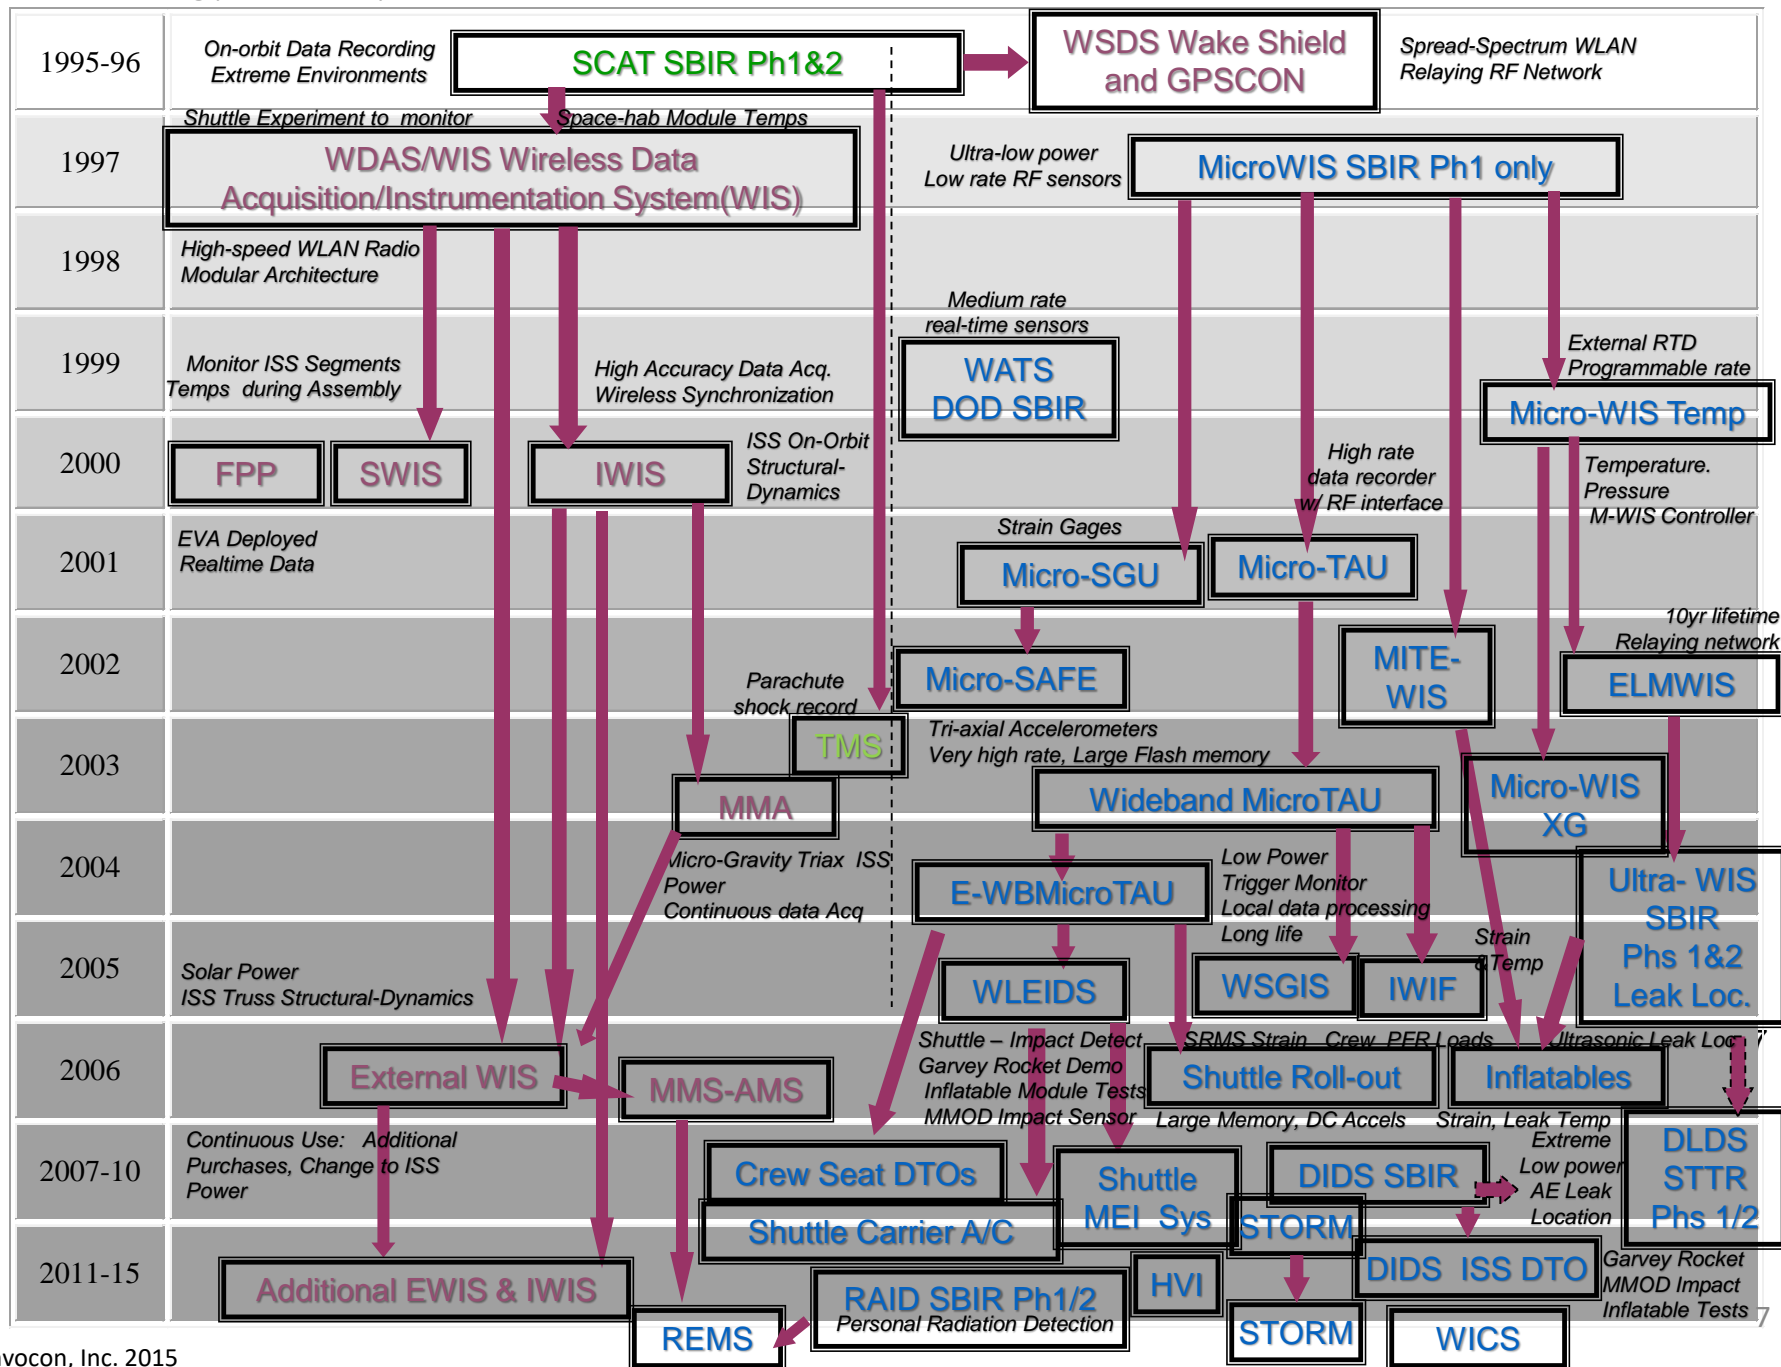 1995-96
On-orbit Data Recording
Extreme Environments
SCAT SBIR Ph1&2
WSDS Wake Shield
and GPSCON
Spread-Spectrum WLAN
Relaying RF Network
Shuttle Experiment to monitor
Space-hab Module Temps
1997
WDAS/WIS Wireless Data
Acquisition/Instrumentation System(WIS)
Ultra-low power
Low rate RF sensors
MicroWIS SBIR Ph1 only
1998
High-speed WLAN Radio
Modular Architecture
Medium rate
real-time sensors
1999
Monitor ISS Segments
Temps during Assembly
High Accuracy Data Acq.
Wireless Synchronization
WATS
DOD SBIR
External RTD
Programmable rate
Micro-WIS Temp
2000
FPP
SWIS
IWIS
ISS On-Orbit
Structural-
Dynamics
High rate
data recorder
w/ RF interface
Temperature.
Pressure
M-WIS Controller
2001
EVA Deployed
Realtime Data
Strain Gages
Micro-SGU
Micro-TAU
2002
Parachute
shock record
Micro-SAFE
MITE-
WIS
10yr lifetime
Relaying network
ELMWIS
2003
TMS
Tri-axial Accelerometers
Very high rate, Large Flash memory
MMA
Wideband MicroTAU
Micro-WIS
XG
2004
Micro-Gravity Triax ISS
Power
Continuous data Acq
E-WBMicroTAU
Low Power
Trigger Monitor
Local data processing
Long life
Ultra- WIS
SBIR
Phs 1&2
Leak Loc.
2005
Solar Power
ISS Truss Structural-Dynamics
WLEIDS
WSGIS
IWIF
Strain
&Temp
2006
External WIS
MMS-AMS
Shuttle – Impact Detect
Garvey Rocket Demo
Inflatable Module Tests
MMOD Impact Sensor
SRMS Strain Crew PFR Loads
Shuttle Roll-out
Large Memory, DC Accels
Ultrasonic Leak Loc
Inflatables
Strain, Leak Temp
2007-10
Continuous Use: Additional
Purchases, Change to ISS
Power
Crew Seat DTOs
Shuttle Carrier A/C
Shuttle
MEI Sys
DIDS SBIR
STORM
Extreme
Low power
AE Leak
Location
DLDS
STTR
Phs 1/2
2011-15
Additional EWIS & IWIS
REMS
RAID SBIR Ph1/2
Personal Radiation Detection
HVI
STORM
DIDS ISS DTO
WICS
Garvey Rocket
MMOD Impact
Inflatable Tests
7
Inc. 2015